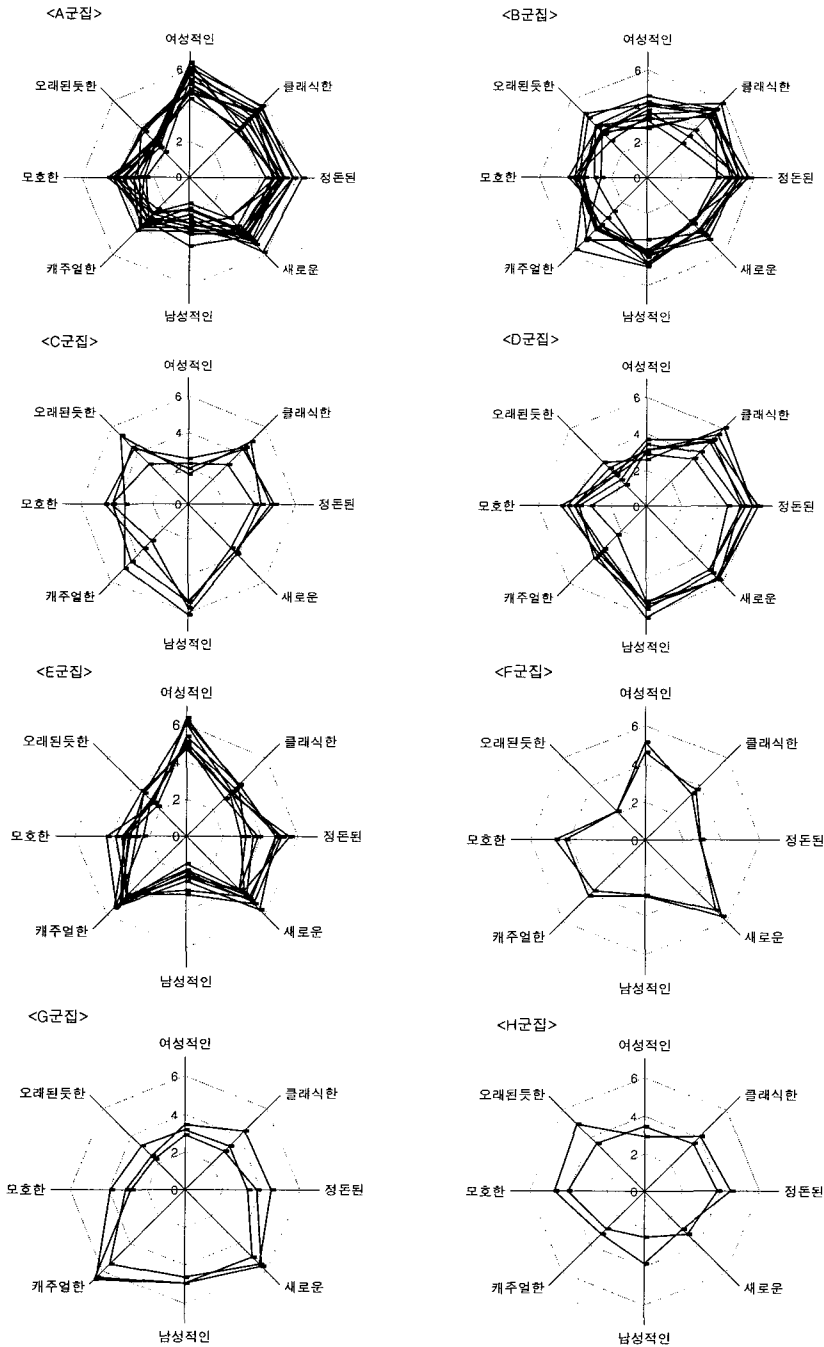 <A군집>
여성적인
6
오래된듯한
클래식한
2
모호한
0
정돈된
캐주얼한
새로운
남성적인
<B군집>
여성적인
6
오래된듯한
클래식한
2
모호한
0
정돈된
캐주얼한
새로운
남성적인
<C군집>
여성적인
6
오래된듯한
클래식한
4
2
모호한
0
정돈된
캐주얼한
새로운
남성적인
<D군집>
여성적인
6
오래된듯한
클래식한
4
2
모호한
0
정돈된
캐주얼한
새로운
남성적인
<E군집>
여성적인
6
오래된듯한
클래식한
2
모호한
0
정돈된
캐주얼한
새로운
남성적인
<F군집>
여성적인
6
오래된듯한
클래식한
4
2
모호한
0
정돈된
캐주얼한
새로운
남성적인
<G군집>
여성적인
6
오래된듯한
클래식한
4
2
모호한
0
정돈된
캐주얼한
새로운
남성적인
<H군집>
여성적인
6
오래된듯한
클래식한
4
2
모호한
0
정돈된
캐주얼한
새로운
남성적인